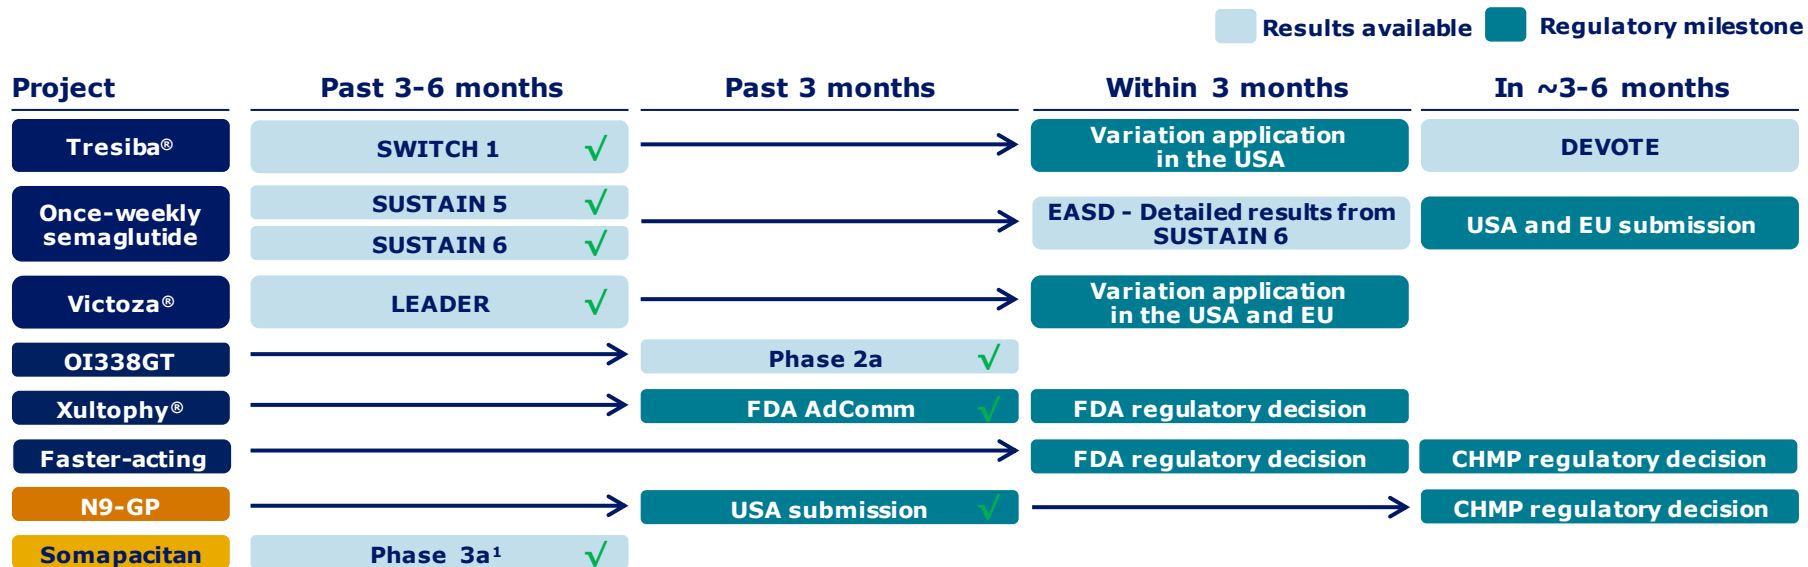 Results available Regulatory milestone
Project Past 3-6 months Past 3 months Within 3 months In ~3-6 months
Tresiba® SWITCH 1 √ Variation application
in the USA DEVOTE
Once-weekly
semaglutide SUSTAIN 5 √
SUSTAIN 6 √ EASD - Detailed results from
SUSTAIN 6 USA and EU submission
Victoza® LEADER √ Variation application
in the USA and EU
OI338GT Phase 2a √
Xultophy® FDA AdComm √ FDA regulatory decision
Faster-acting FDA regulatory decision CHMP regulatory decision
N9-GP USA submission √ CHMP regulatory decision
Somapacitan Phase 3a¹ √